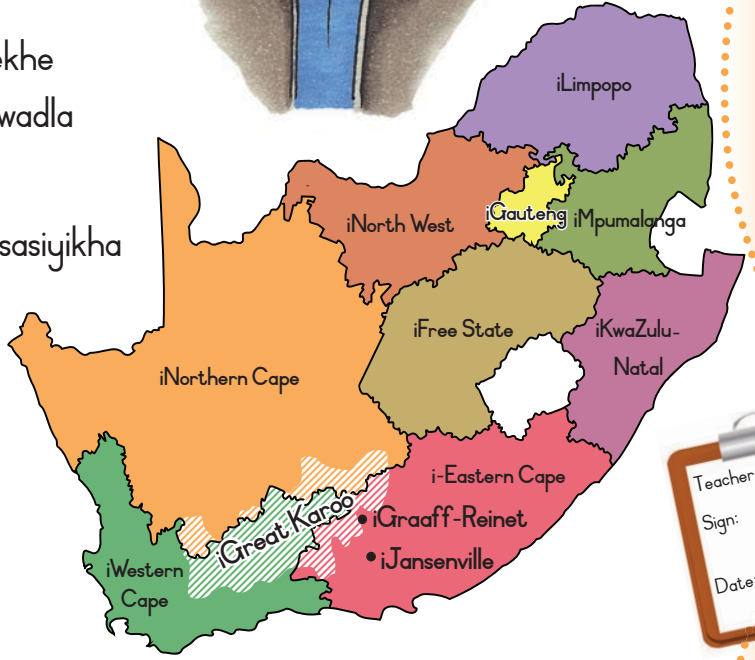 ekhe
wadla
sasiyikha
iLimpopo
iNorth West
iGauteng
iMpumalanga
iFree State
iKwaZulu-
Natal
iNorthern Cape
i-Eastern Cape
iGreat Karoo
iGraaff-Reinet
iJansenville
iWestern
Cape
Teacher
Sign:
Date: